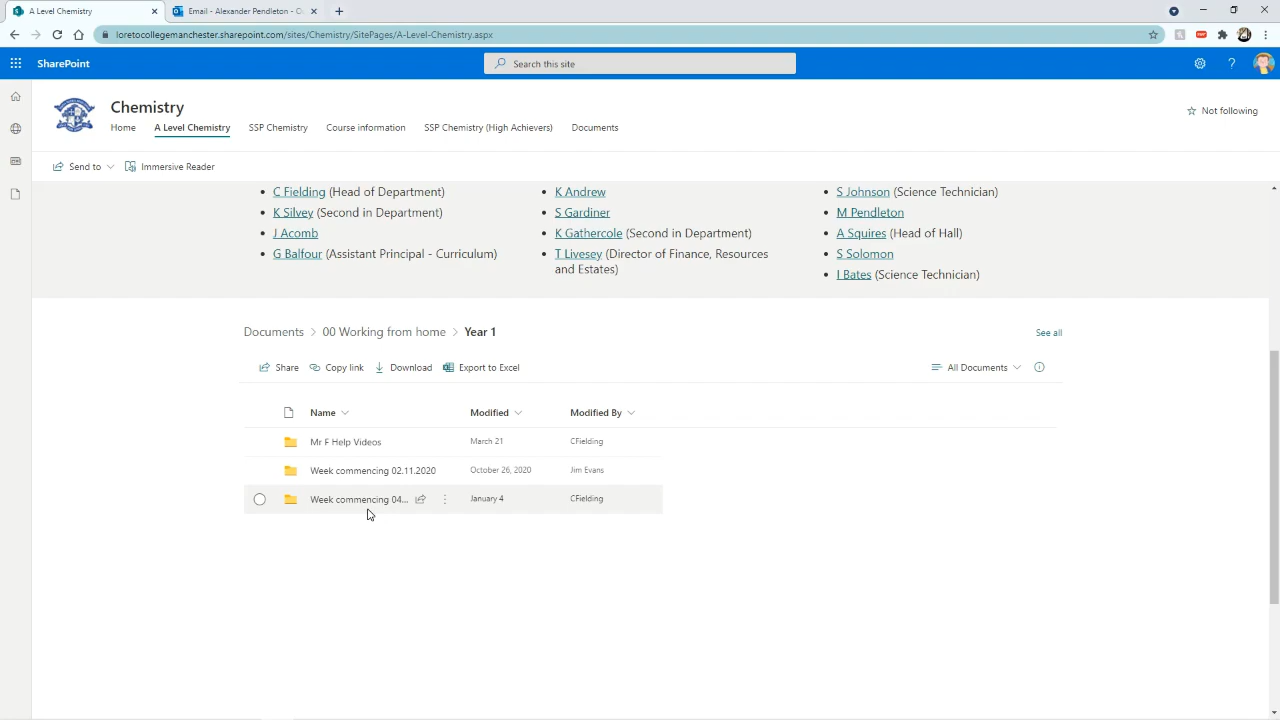 A Level Chemistry
Email - Alexander Pendleton - O
loretocollegemanchester.sharepoint.com/sites/Chemistry/SitePages/A-Level-Chemistry.aspx
SharePoint
Search this site
Chemistry
Not following
Home A Level Chemistry SSP Chemistry Course information SSP Chemistry (High Achievers) Documents
Send to Immersive Reader
C Fielding (Head of Department)
K Silvey (Second in Department)
J Acomb
G Balfour (Assistant Principal - Curriculum)
K Andrew
S Gardiner
K Gathercole (Second in Department)
T Livesey (Director of Finance, Resources
and Estates)
S Johnson (Science Technician)
M Pendleton
A Squires (Head of Hall)
S Solomon
I Bates (Science Technician)
Documents > 00 Working from home > Year 1 See all
Share Copy link Download Export to Excel All Documents
Name Modified Modified By
Mr F Help Videos March 21 CFielding
Week commencing 02.11.2020 October 26, 2020 Jim Evans
Week commencing 04... January 4 CFielding